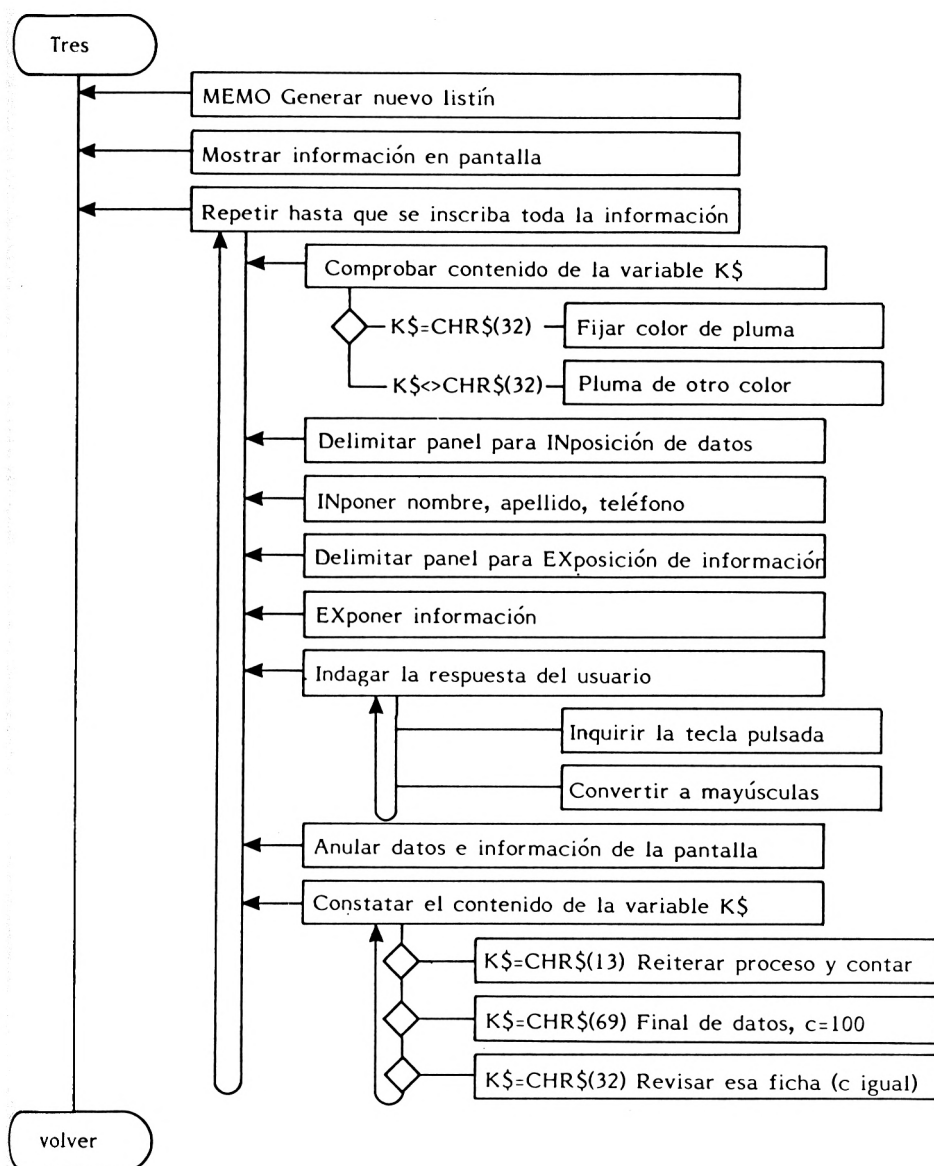 Tres
MEMO Generar nuevo listín
Mostrar información en pantalla
Repetir hasta que se inscriba toda la información
Comprobar contenido de la variable K$
K$=CHR$(32)
Fijar color de pluma
K$<>CHR$(32)
Pluma de otro color
Delimitar panel para INposición de datos
INponer nombre, apellido, teléfono
Delimitar panel para EXposición de información
EXponer información
Indagar la respuesta del usuario
Inquirir la tecla pulsada
Convertir a mayúsculas
Anular datos e información de la pantalla
Constatar el contenido de la variable K$
K$=CHR$(13) Reiterar proceso y contar
K$=CHR$(69) Final de datos, c=100
K$=CHR$(32) Revisar esa ficha (c igual)
volver